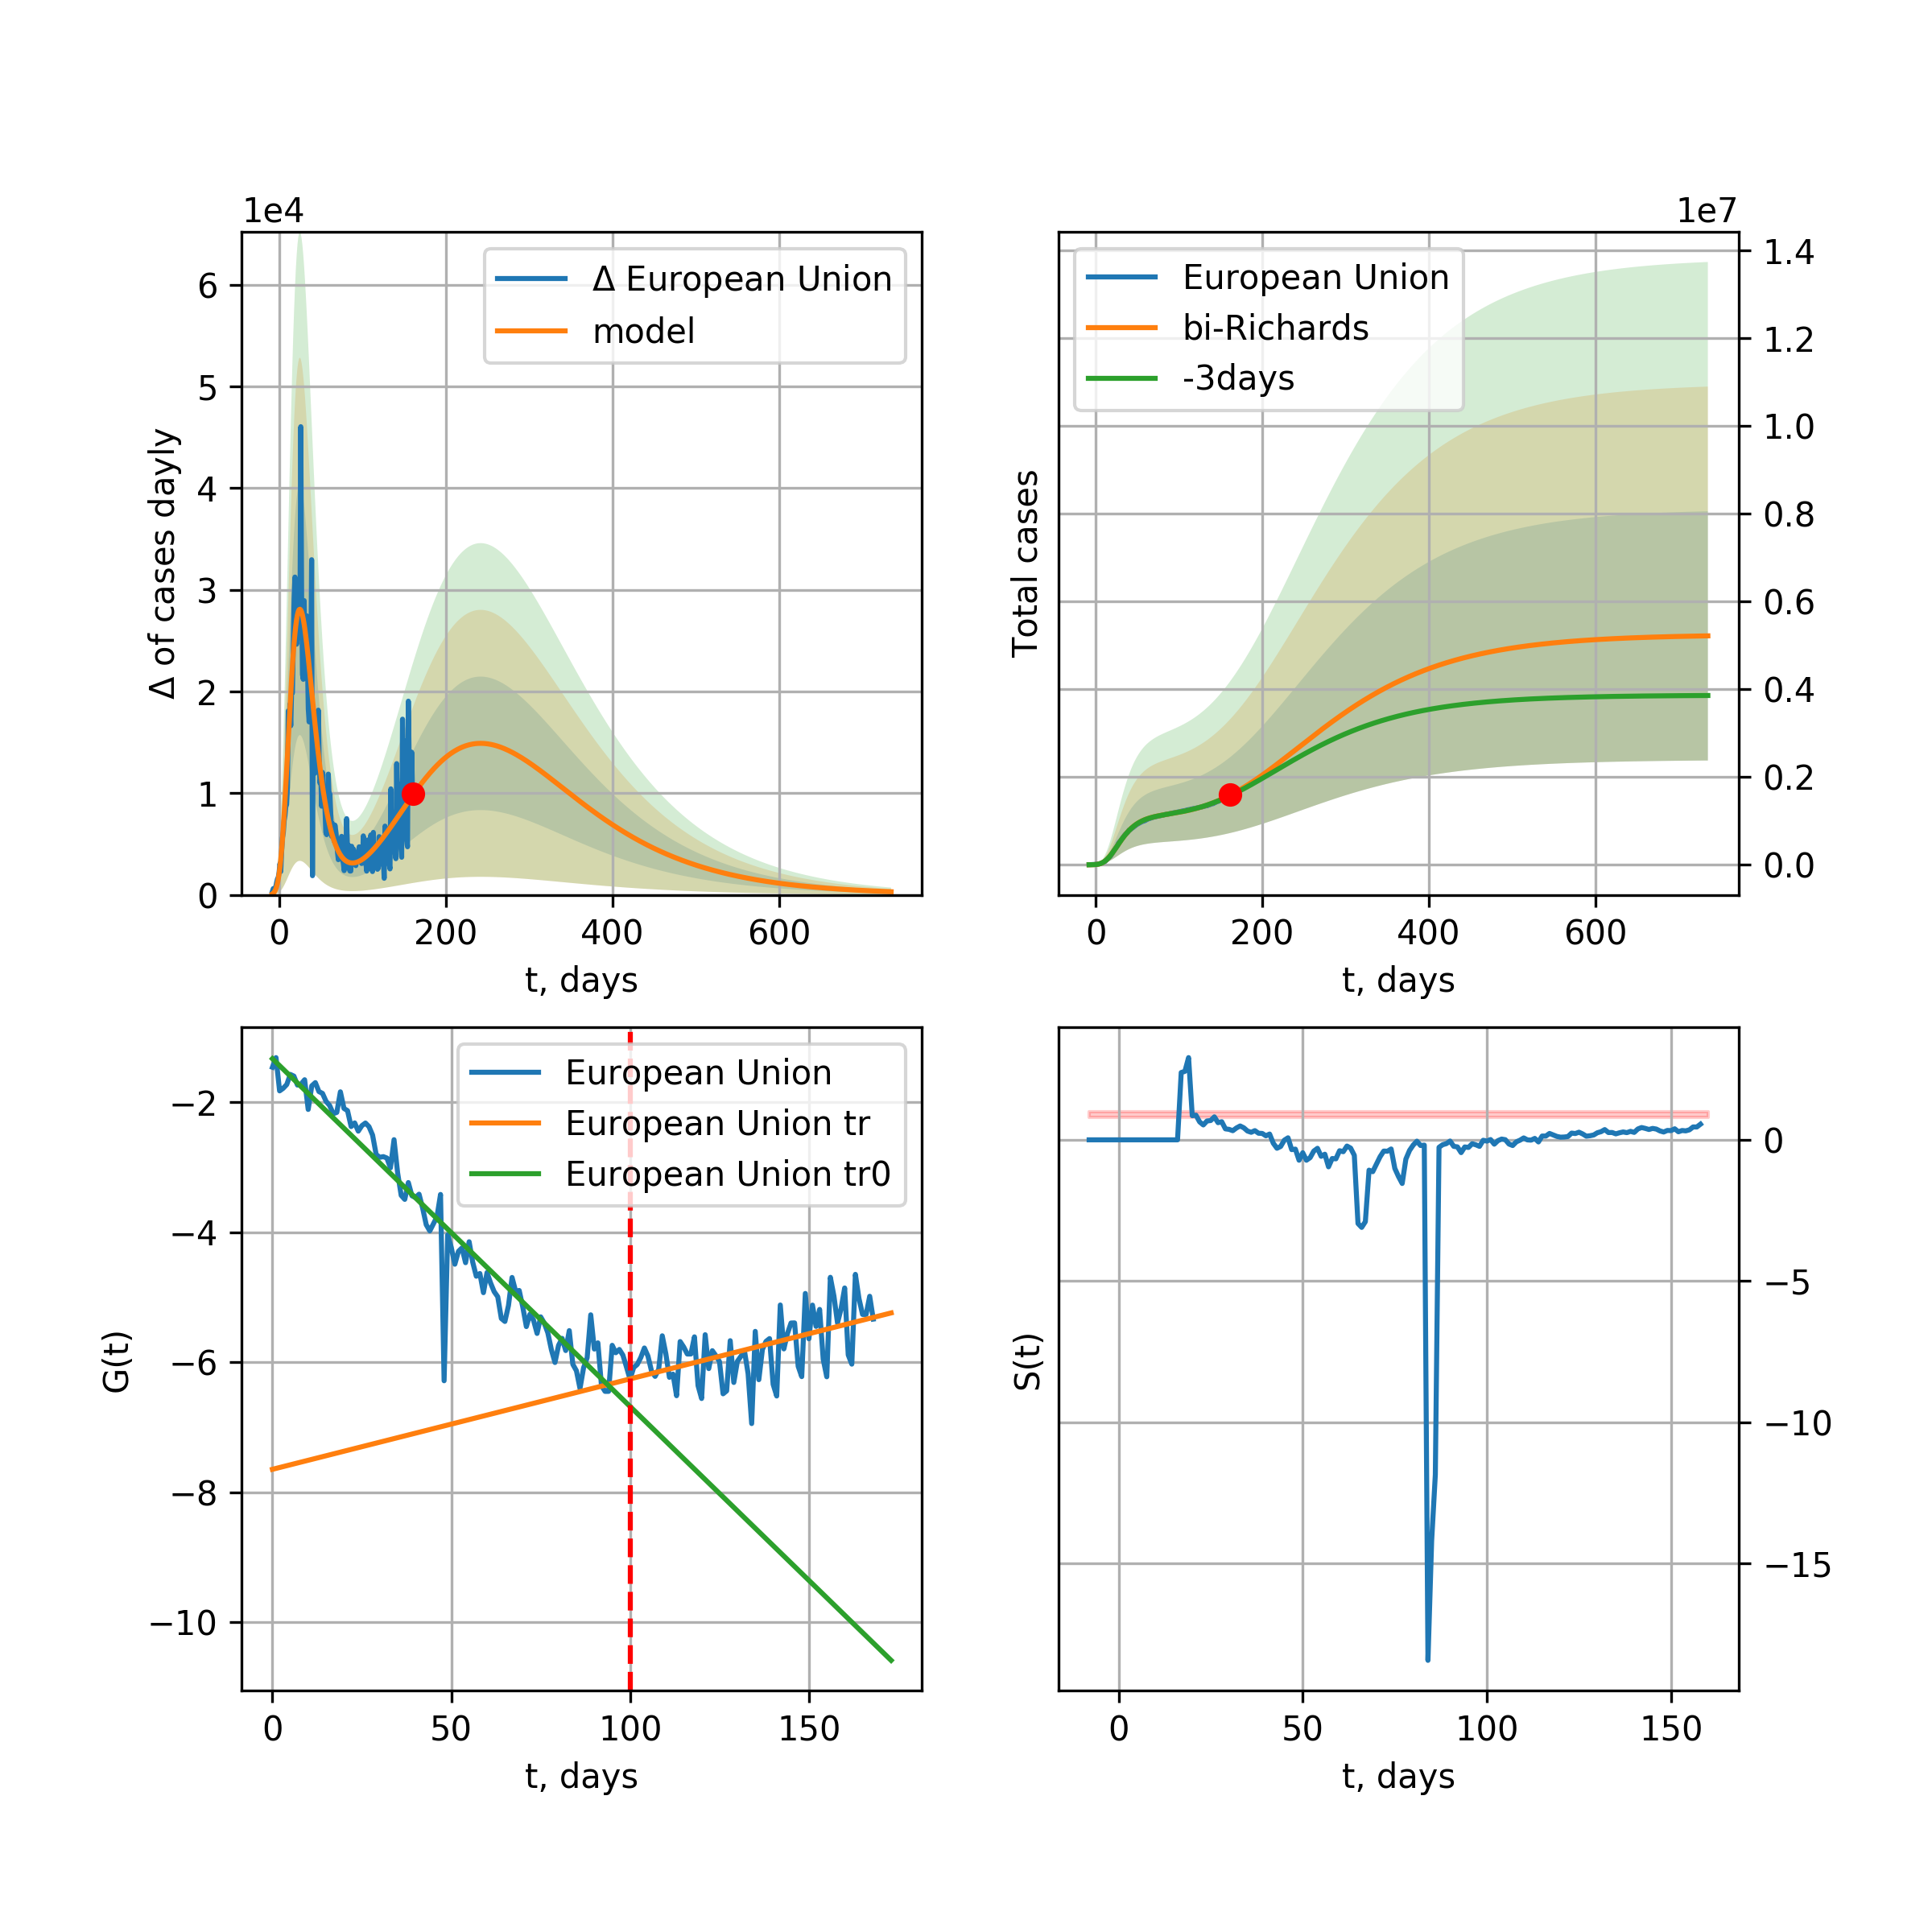 1e4
Δ of cases dayly
6
5
4
3
2
1
0
Δ European Union
model
0
200
400
600
t, days
1e7
Total cases
European Union
bi-Richards
-3days
1.4
1.2
1.0
0.8
0.6
0.4
0.2
0.0
0
200
400
600
t, days
G(t)
−2
−4
−6
−8
−10
European Union
European Union tr
European Union tr0
0
50
100
150
t, days
S(t)
0
−5
−10
−15
0
50
100
150
t, days